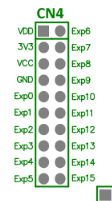 CN4
VDD Exp6
3V3 Exp7
VCC Exp8
GND Exp9
Exp0 Exp10
Exp1 Exp11
Exp2 Exp12
Exp3 Exp13
Exp4 Exp14
Exp5 Exp15